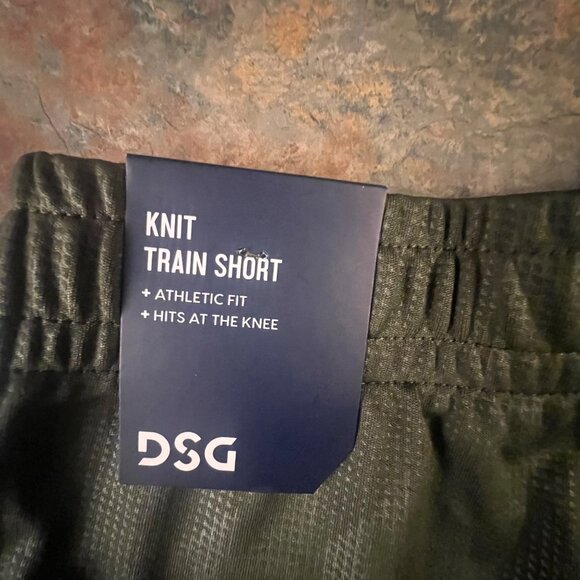 KNIT
TRAIN SHORT
+ ATHLETIC FIT
+ HITS AT THE KNEE
DSG